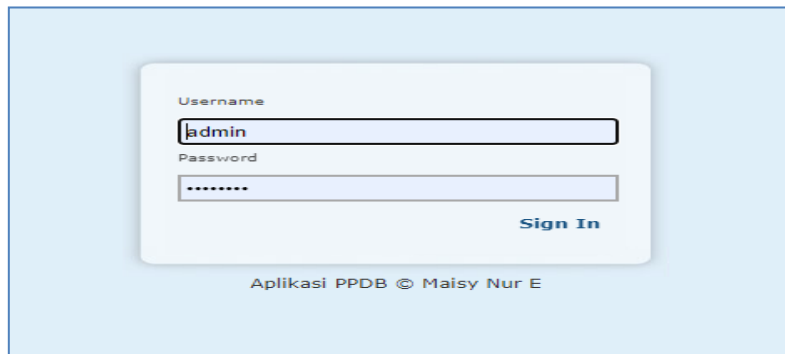 Username
admin
Password
••••••••
Sign In
Aplikasi PPDB © Maisy Nur E